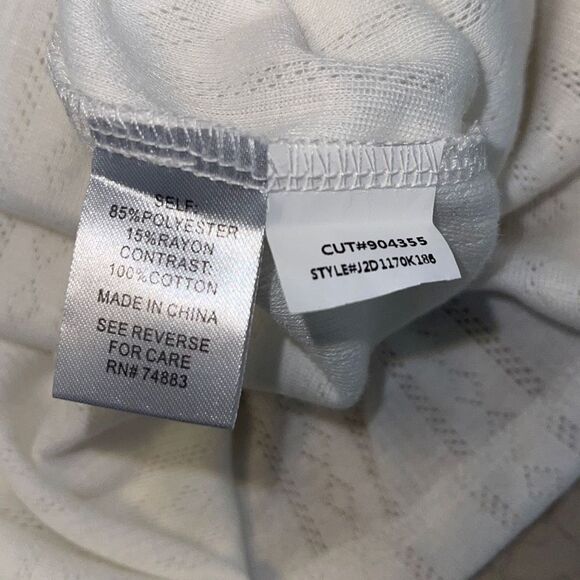 SELF:
85%POLYESTER
15%RAYON
CONTRAST:
100%COTTON
MADE IN CHINA
SEE REVERSE
FOR CARE
RN# 74883
CUT#904355
STYLE#J2D1170K186